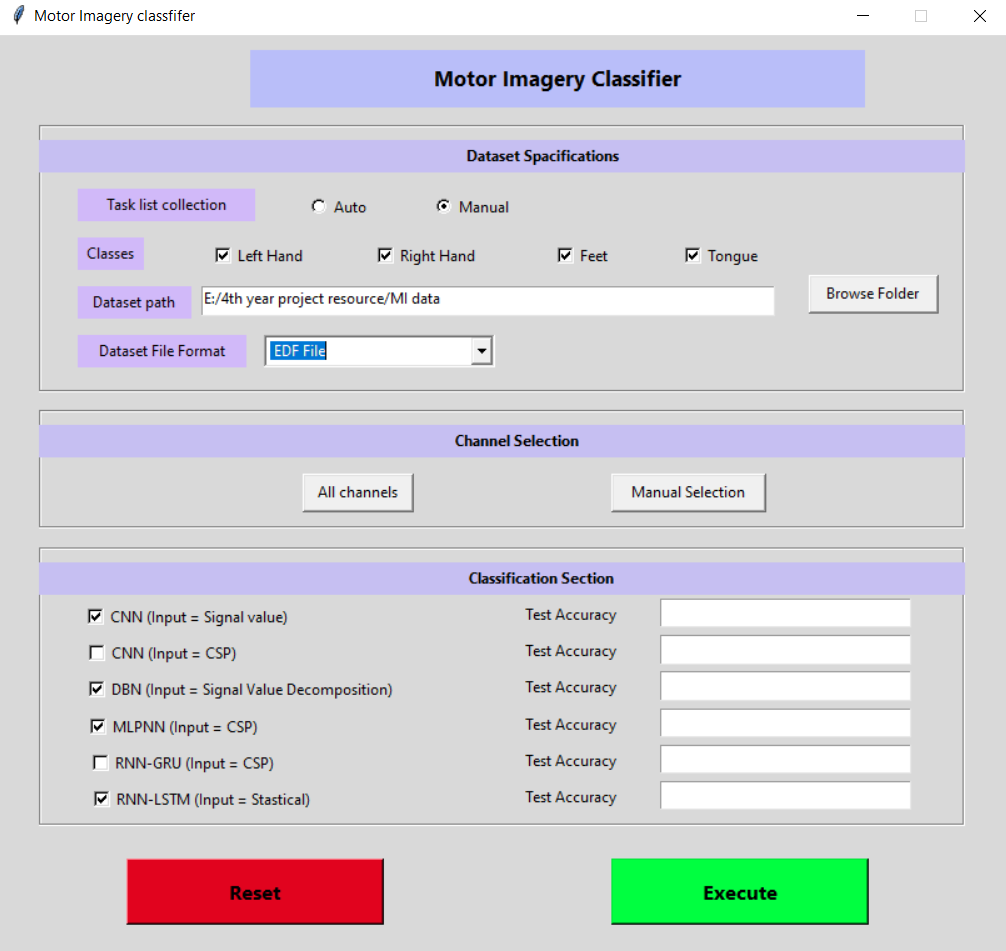 Motor Imagery classfifer
Motor Imagery Classifier
Dataset Spacifications
Task list collection Auto Manual
Classes Left Hand Right Hand Feet Tongue
Dataset path E:/4th year project resource/MI data Browse Folder
Dataset File Format EDF File
Channel Selection
All channels Manual Selection
Classification Section
CNN (Input = Signal value) Test Accuracy
CNN (Input = CSP) Test Accuracy
DBN (Input = Signal Value Decomposition) Test Accuracy
MLPNN (Input = CSP) Test Accuracy
RNN-GRU (Input = CSP) Test Accuracy
RNN-LSTM (Input = Stastical) Test Accuracy
Reset Execute